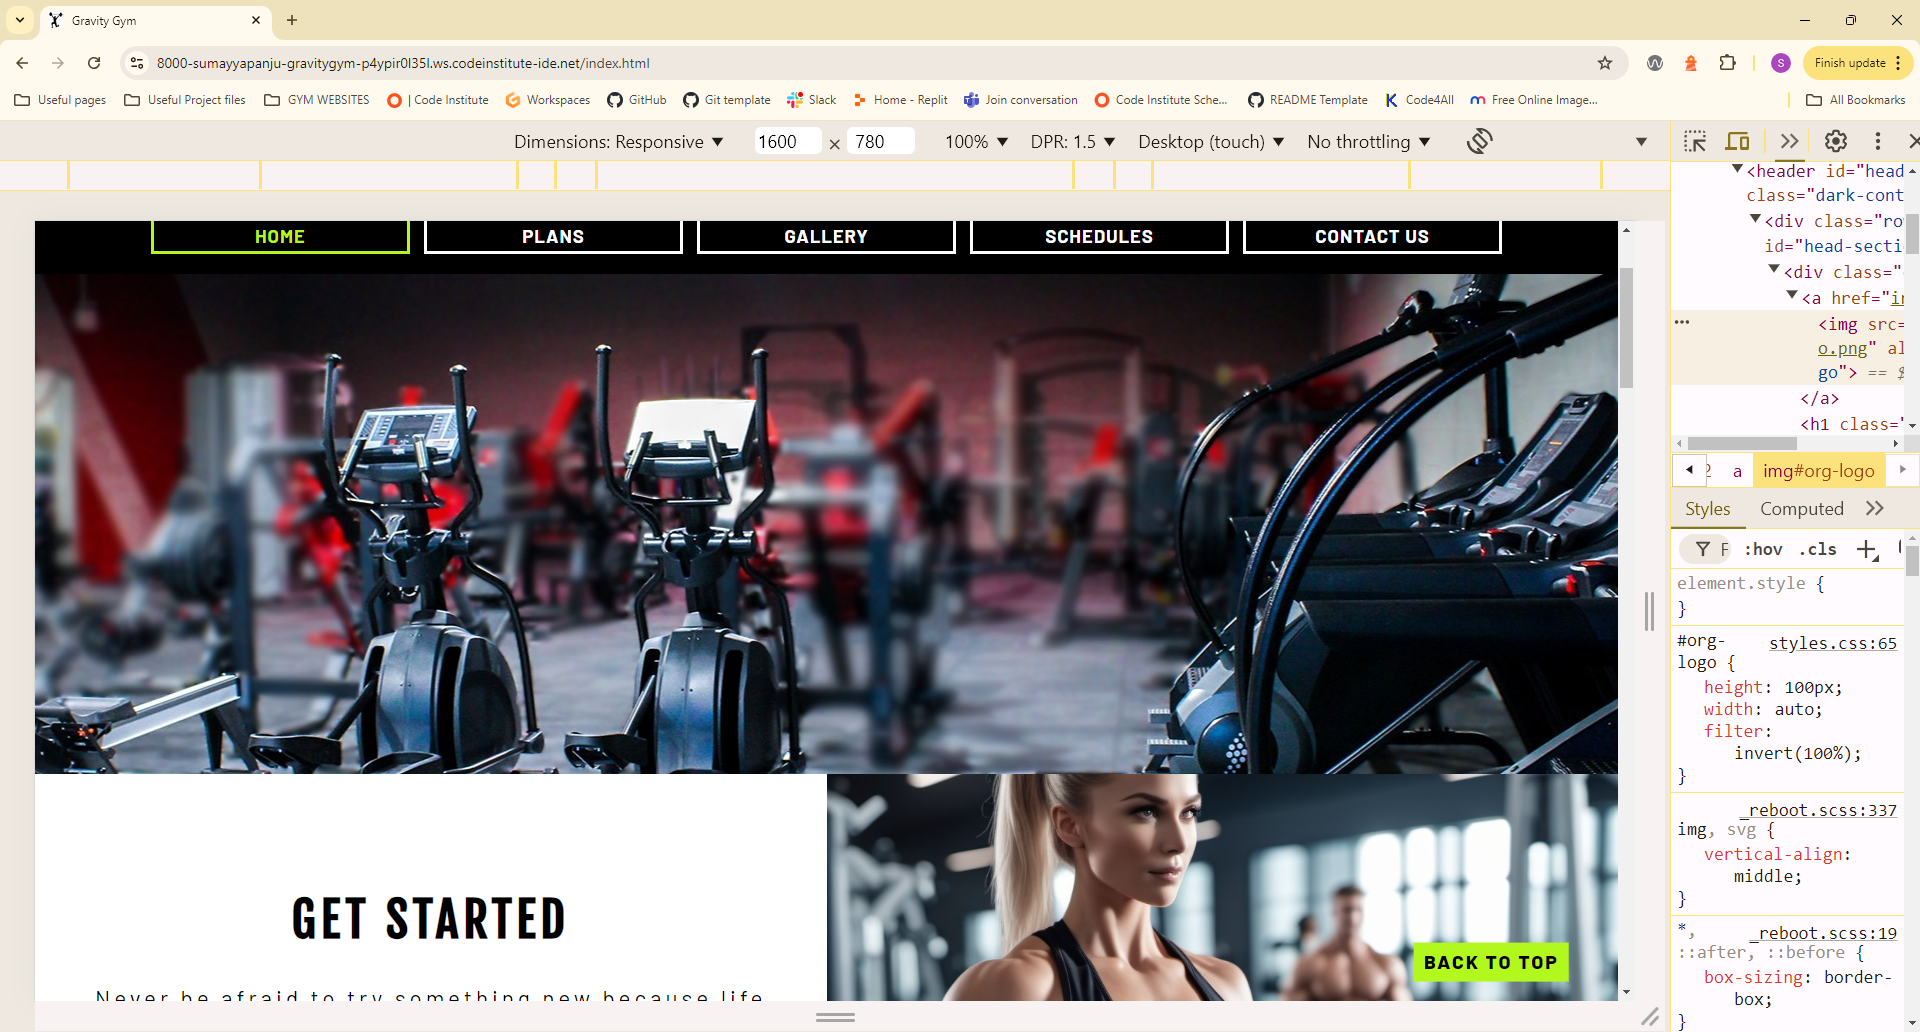 Gravity Gym
8000-sumayyapanju-gravitygym-p4ypir0l35l.ws.codeinstitute-ide.net/index.html
S
Finish update
Useful pages
Useful Project files
GYM WEBSITES
| Code Institute
Workspaces
GitHub
Git template
Slack
Home - Replit
Join conversation
Code Institute Sche...
README Template
Code4All
Free Online Image...
All Bookmarks
Dimensions: Responsive
1600 × 780
100%
DPR: 1.5
Desktop (touch)
No throttling
HOME
PLANS
GALLERY
SCHEDULES
CONTACT US
GET STARTED
Never be afraid to try something new because life
BACK TO TOP
<header id="head
class="dark-cont
<div class="ro
id="head-secti
<div class="
<a href="in
<img src=
o.png" al
go"> == $
</a>
<h1 class="
a
img#org-logo
Styles
Computed
F
:hov
.cls
element.style {
}
#org-logo {
styles.css:65
height: 100px;
width: auto;
filter:
invert(100%);
}
_reboot.scss:337
img, svg {
vertical-align:
middle;
}
*,
_reboot.scss:19
::after, ::before {
box-sizing: border-
box;
}